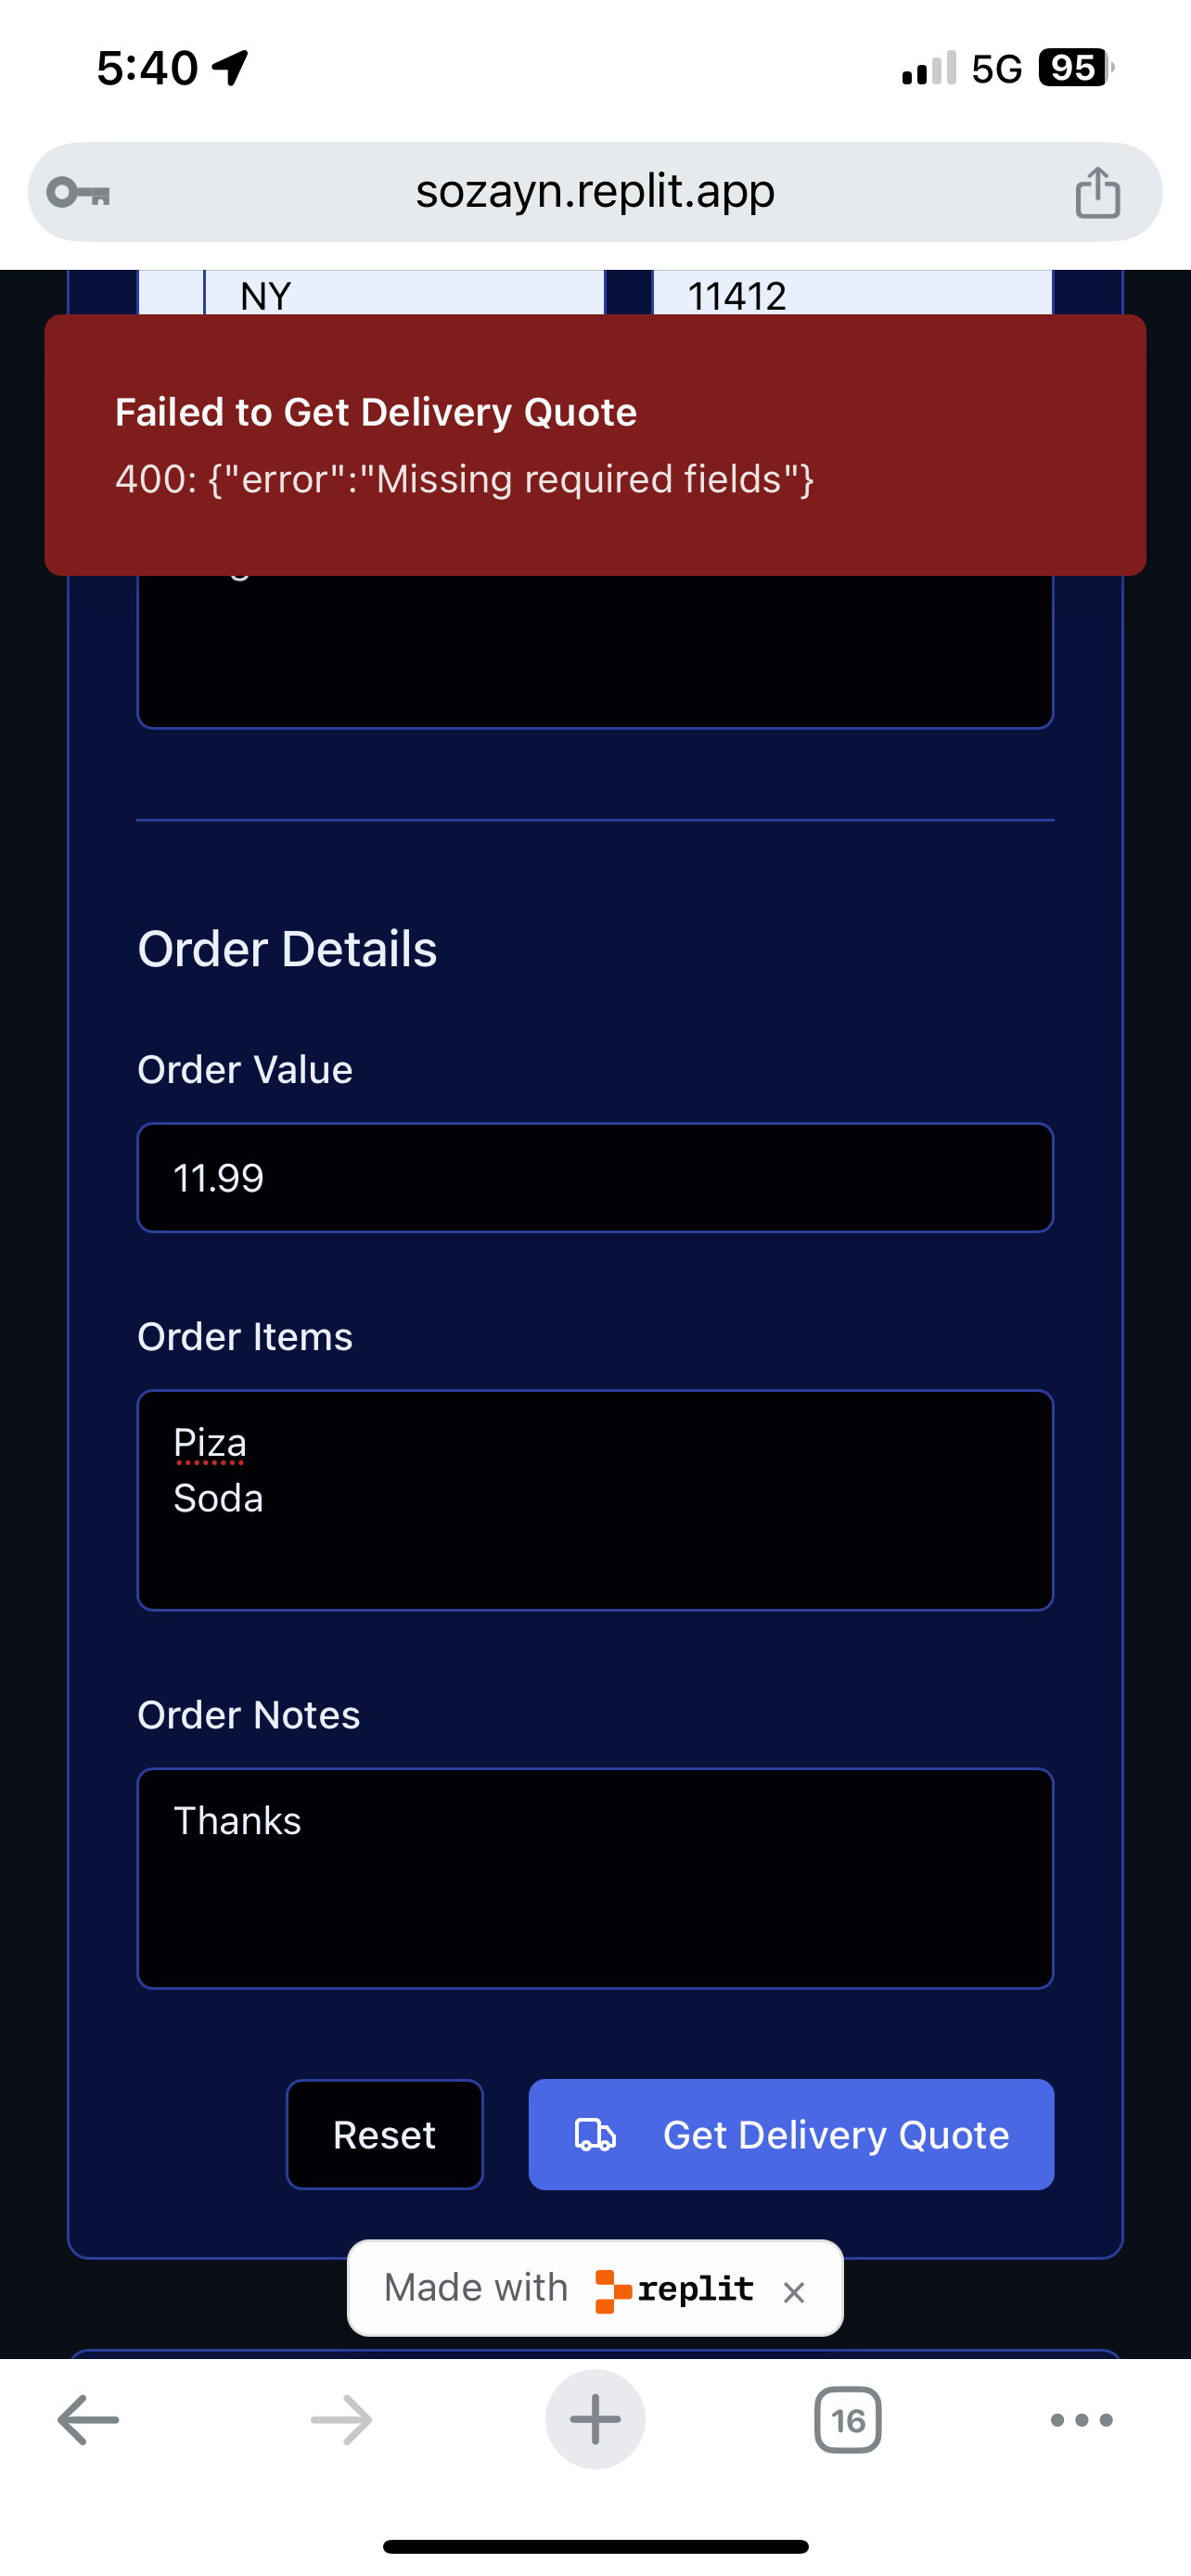 5:40
5G 95
sozayn.replit.app
NY 11412
Failed to Get Delivery Quote
400: {"error":"Missing required fields"}
Order Details
Order Value
11.99
Order Items
Piza
Soda
Order Notes
Thanks
Reset Get Delivery Quote
Made with replit ×
16